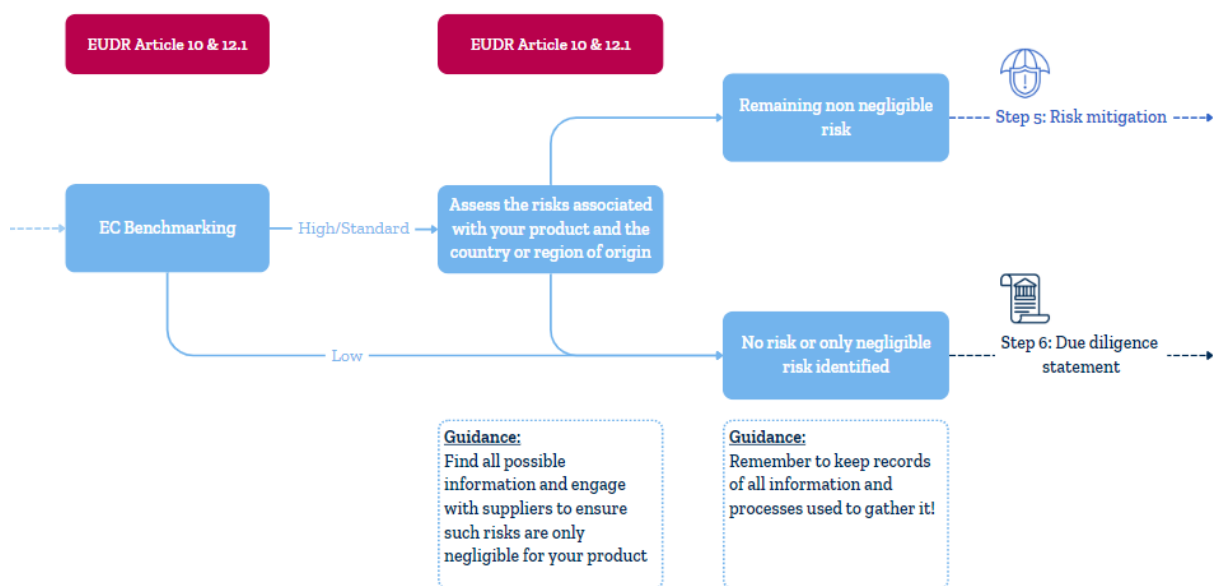 EUDR Article 10 & 12.1
EUDR Article 10 & 12.1
Remaining non negligible
risk
Step 5: Risk mitigation
EC Benchmarking
High/Standard
Assess the risks associated
with your product and the
country or region of origin
Low
No risk or only negligible
risk identified
Step 6: Due diligence
statement
Guidance:
Find all possible
information and engage
with suppliers to ensure
such risks are only
negligible for your product
Guidance:
Remember to keep records
of all information and
processes used to gather it!